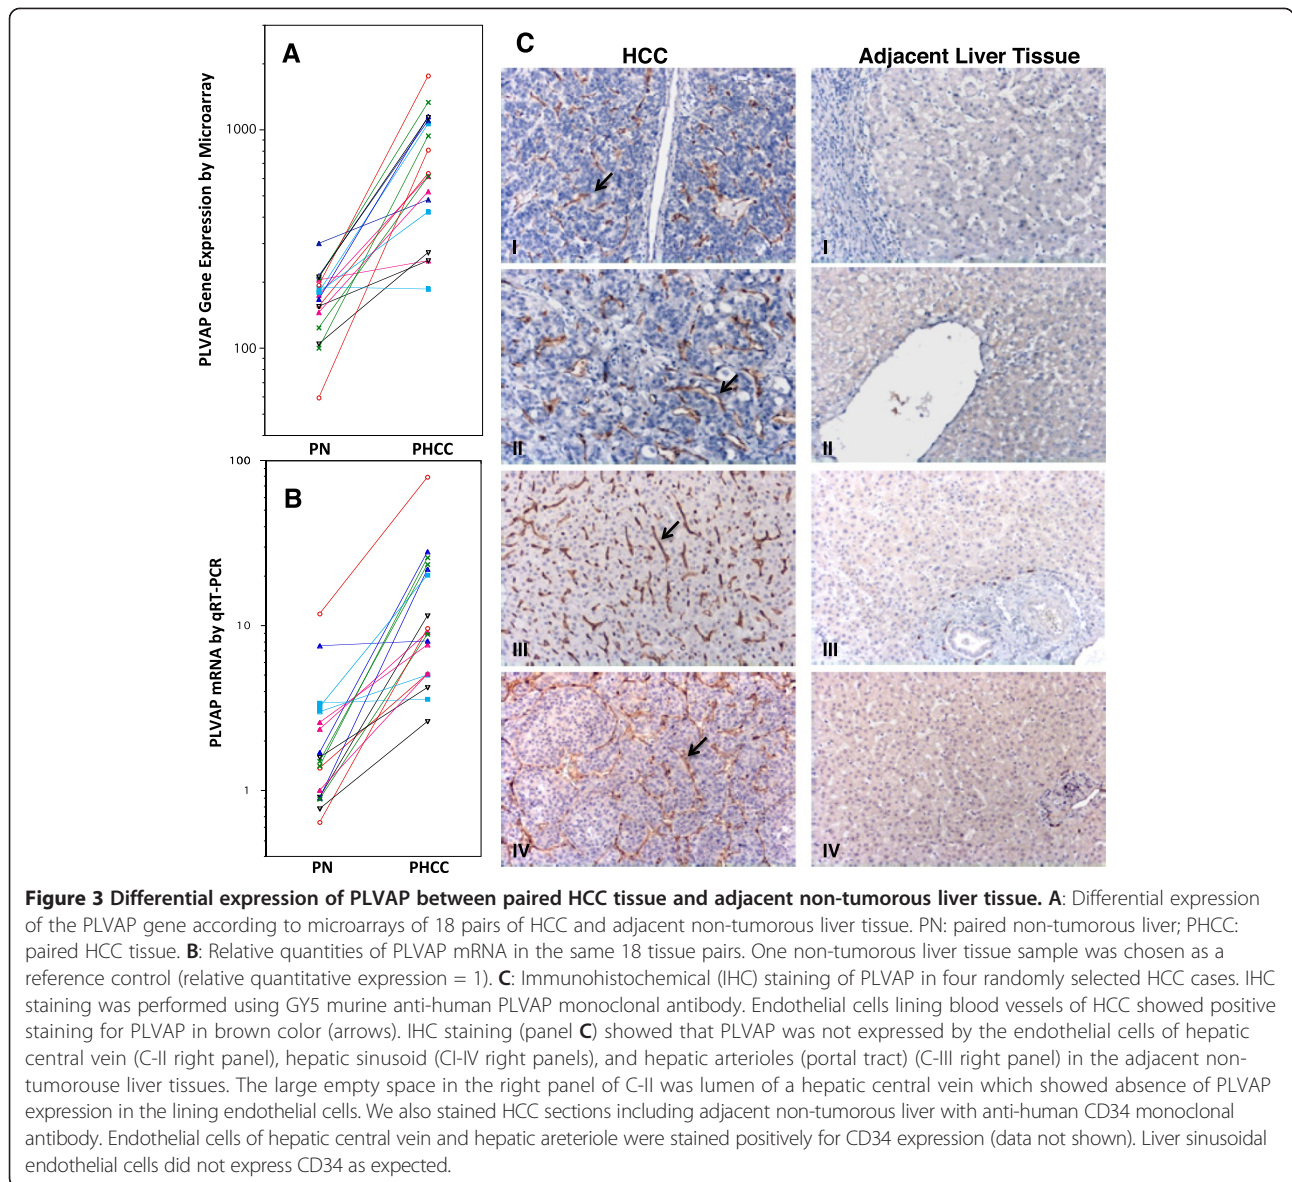 A
PLVAP Gene Expression by Microarray
1000
100
PN PHCC
B
PLVAP mRNA by qRT-PCR
100
10
1
PN PHCC
C
HCC Adjacent Liver Tissue
I I
II II
III III
IV IV
Figure 3 Differential expression of PLVAP between paired HCC tissue and adjacent non-tumorous liver tissue. A: Differential expression
of the PLVAP gene according to microarrays of 18 pairs of HCC and adjacent non-tumorous liver tissue. PN: paired non-tumorous liver; PHCC:
paired HCC tissue. B: Relative quantities of PLVAP mRNA in the same 18 tissue pairs. One non-tumorous liver tissue sample was chosen as a
reference control (relative quantitative expression = 1). C: Immunohistochemical (IHC) staining of PLVAP in four randomly selected HCC cases. IHC
staining was performed using GY5 murine anti-human PLVAP monoclonal antibody. Endothelial cells lining blood vessels of HCC showed positive
staining for PLVAP in brown color (arrows). IHC staining (panel C) showed that PLVAP was not expressed by the endothelial cells of hepatic
central vein (C-II right panel), hepatic sinusoid (CI-IV right panels), and hepatic arterioles (portal tract) (C-III right panel) in the adjacent non-
tumorouse liver tissues. The large empty space in the right panel of C-II was lumen of a hepatic central vein which showed absence of PLVAP
expression in the lining endothelial cells. We also stained HCC sections including adjacent non-tumorous liver with anti-human CD34 monoclonal
antibody. Endothelial cells of hepatic central vein and hepatic areteriole were stained positively for CD34 expression (data not shown). Liver sinusoidal
endothelial cells did not express CD34 as expected.